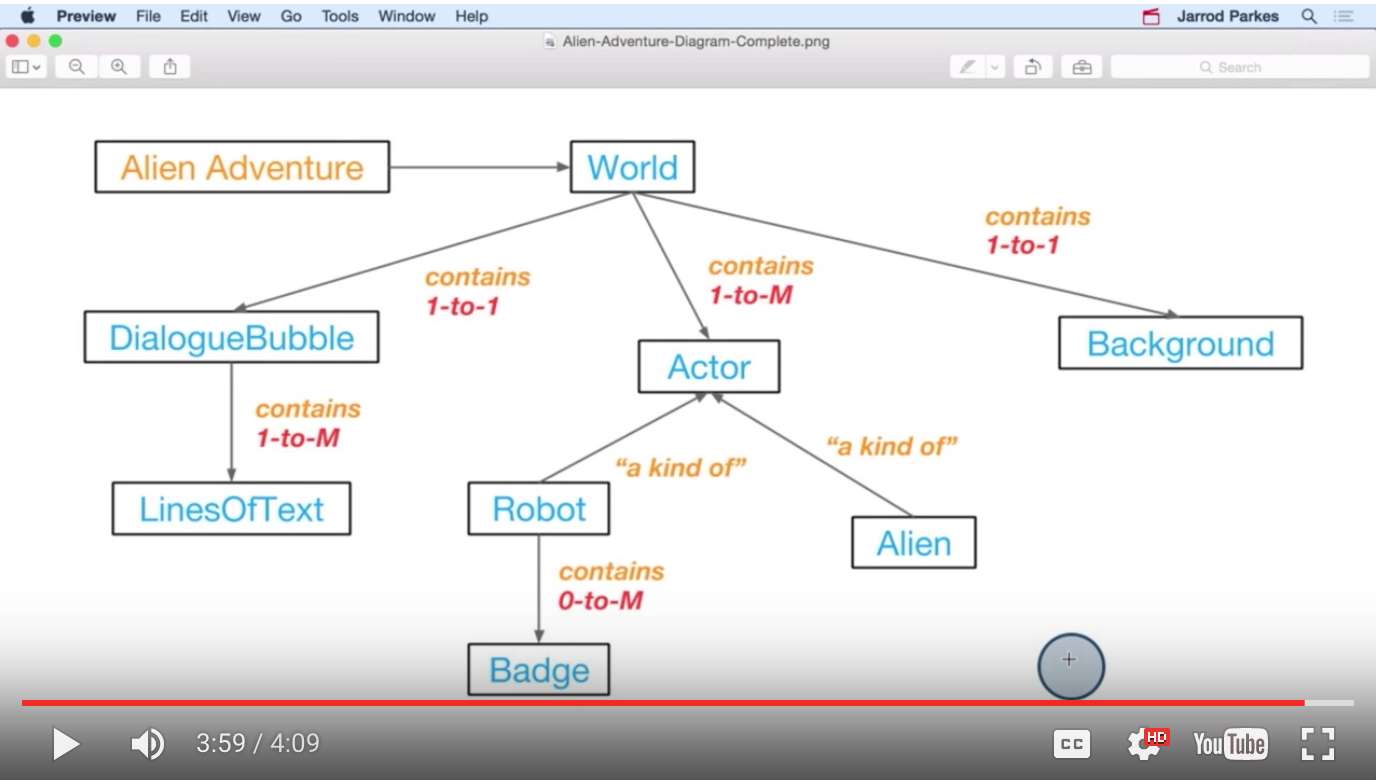 Preview File Edit View Go Tools Window Help Jarrod Parkes
Alien-Adventure-Diagram-Complete.png
Search
Alien Adventure
World
contains
1-to-1
contains
1-to-M
contains
1-to-1
DialogueBubble
Actor
Background
contains
1-to-M
“a kind of”
“a kind of”
LinesOfText
Robot
Alien
contains
0-to-M
Badge
3:59 / 4:09
CC
HD
YouTube